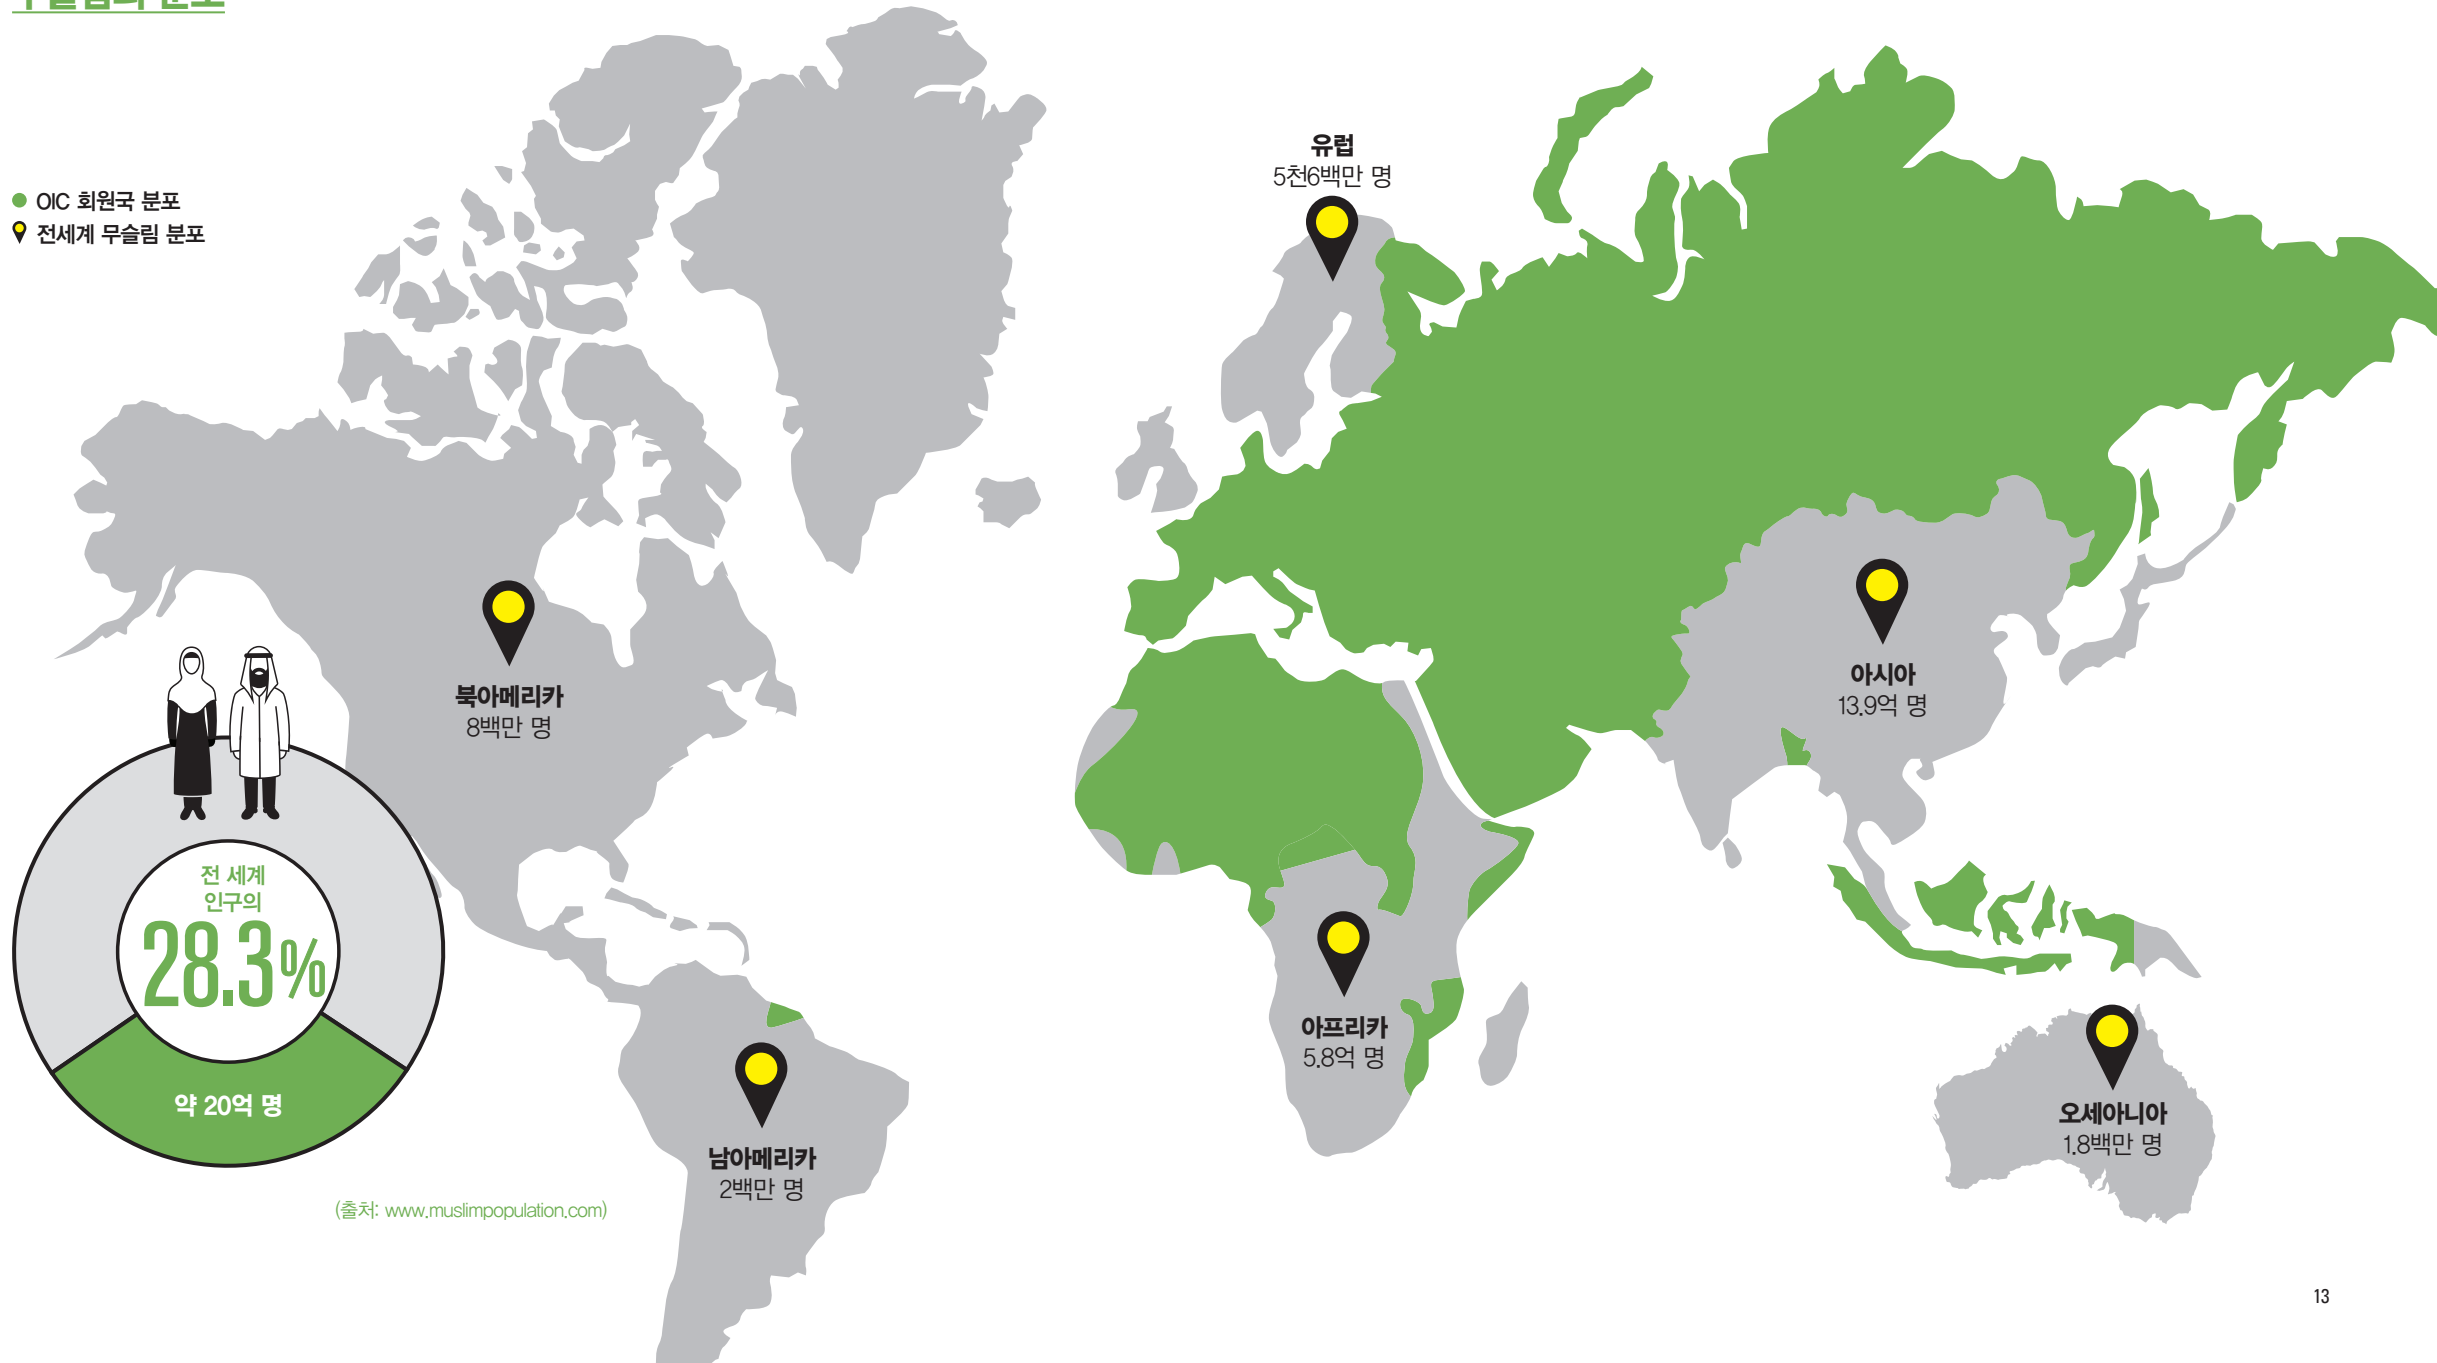 OIC 회원국 분포
전세계 무슬림 분포
유럽
5천6백만 명
북아메리카
8백만 명
아시아
13.9억 명
전 세계
인구의
28.3%
약 20억 명
아프리카
5.8억 명
남아메리카
2백만 명
오세아니아
1.8백만 명
(출처: www.muslimpopulation.com)
13